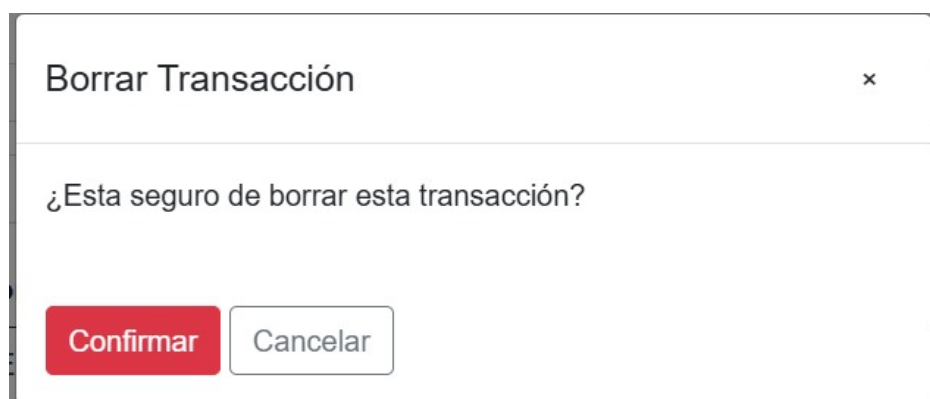 Borrar Transacción
×
¿Esta seguro de borrar esta transacción?
Confirmar
Cancelar